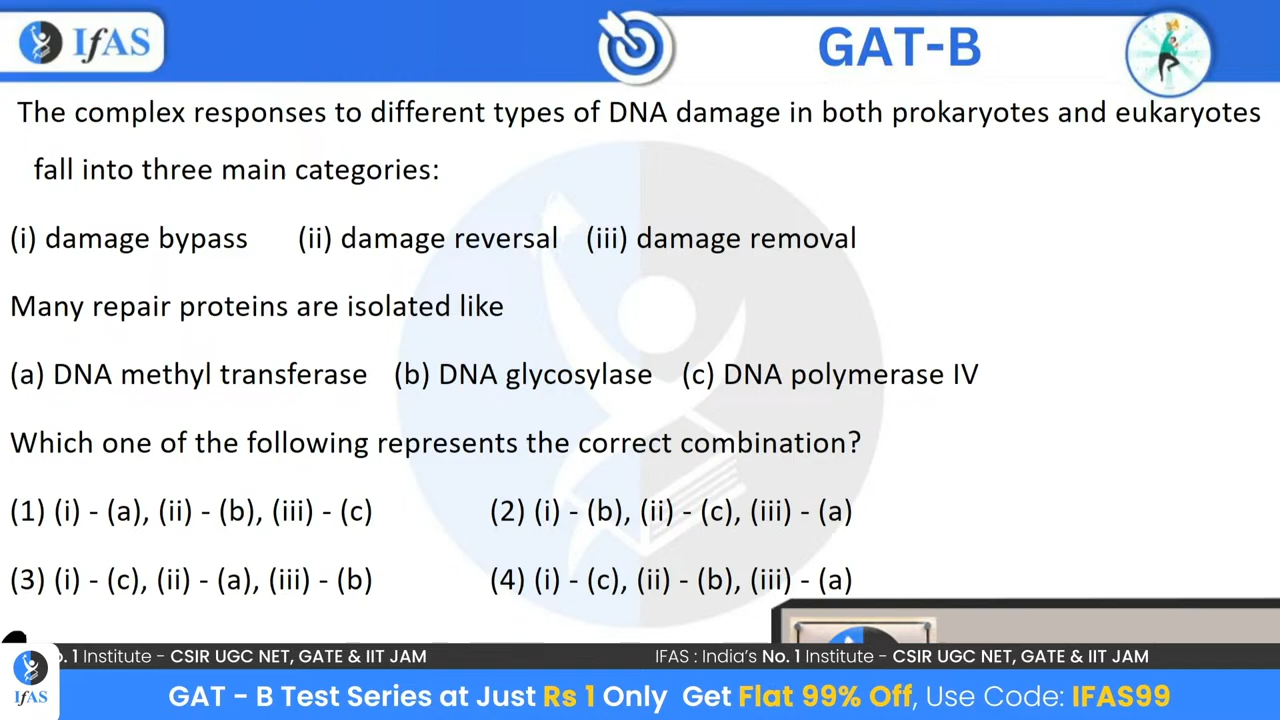 IfAS
GAT-B
The complex responses to different types of DNA damage in both prokaryotes and eukaryotes
fall into three main categories:
(i) damage bypass (ii) damage reversal (iii) damage removal
Many repair proteins are isolated like
(a) DNA methyl transferase (b) DNA glycosylase (c) DNA polymerase IV
Which one of the following represents the correct combination?
(1) (i) - (a), (ii) - (b), (iii) - (c) (2) (i) - (b), (ii) - (c), (iii) - (a)
(3) (i) - (c), (ii) - (a), (iii) - (b) (4) (i) - (c), (ii) - (b), (iii) - (a)
o. 1 Institute - CSIR UGC NET, GATE & IIT JAM IFAS : India's No. 1 Institute - CSIR UGC NET, GATE & IIT JAM
IfAS
GAT - B Test Series at Just Rs 1 Only Get Flat 99% Off, Use Code: IFAS99